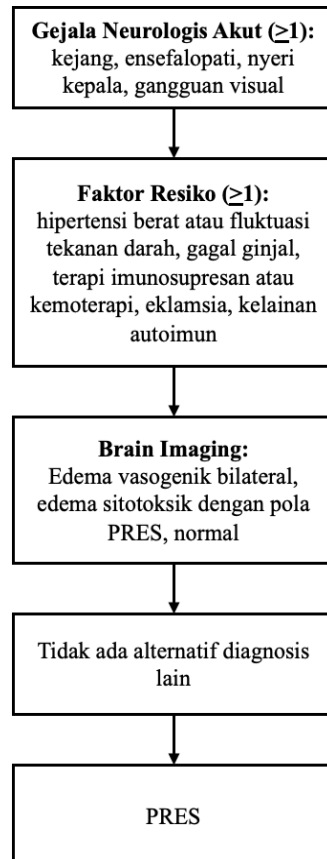 Gejala Neurologis Akut (≥1):
kejang, ensefalopati, nyeri
kepala, gangguan visual
Faktor Resiko (≥1):
hipertensi berat atau fluktuasi
tekanan darah, gagal ginjal,
terapi imunosupresan atau
kemoterapi, eklamsia, kelainan
autoimun
Brain Imaging:
Edema vasogenik bilateral,
edema sitotoksik dengan pola
PRES, normal
Tidak ada alternatif diagnosis
lain
PRES